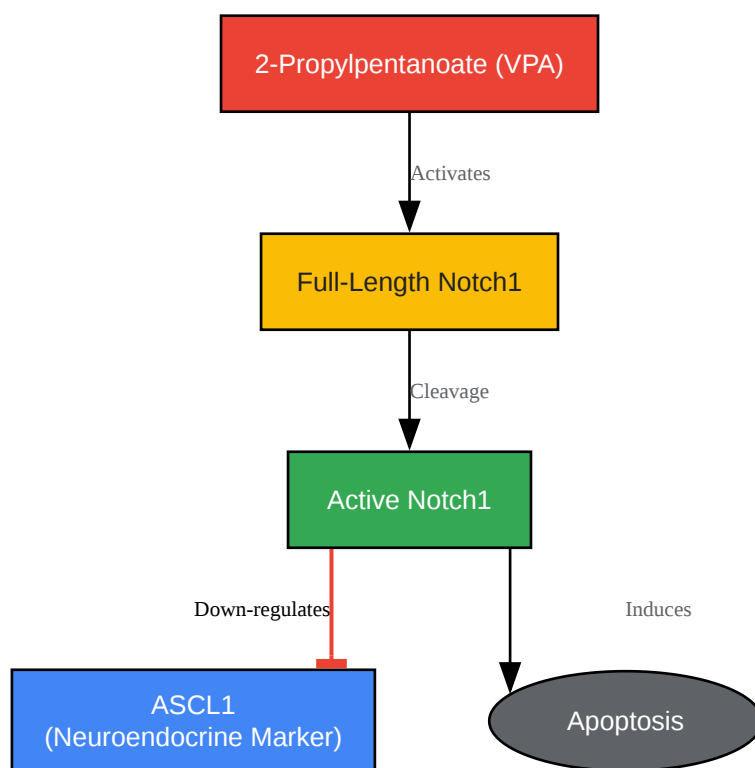 2-Propylpentanoate (VPA)
Activates
Full-Length Notch1
Cleavage
Active Notch1
Down-regulates
Induces
ASCL1
(Neuroendocrine Marker)
Apoptosis